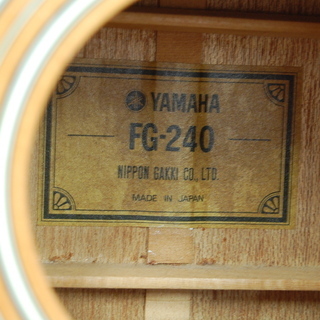 YAMAHA
FG-240
NIPPON GAKKI CO., LTD.
MADE IN JAPAN